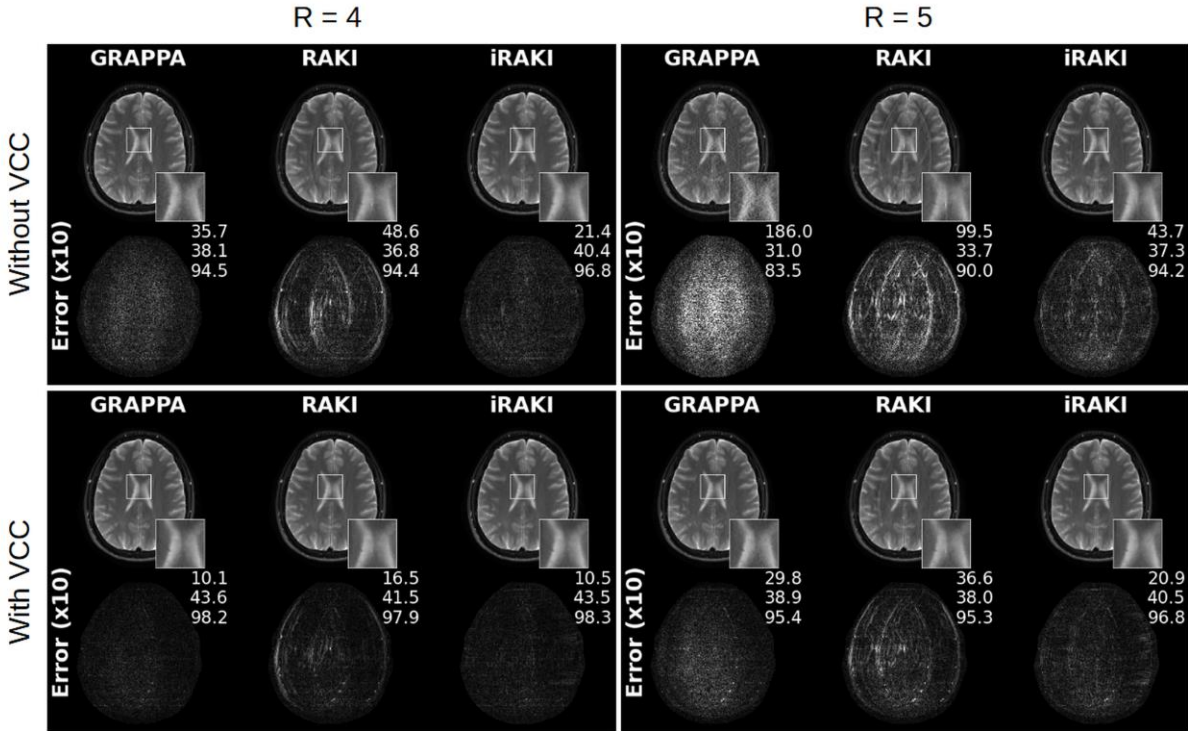 R = 4
R = 5
Without VCC
GRAPPA
RAKI
iRAKI
Error (x10)
35.7
38.1
94.5
48.6
36.8
94.4
21.4
40.4
96.8
GRAPPA
RAKI
iRAKI
Error (x10)
186.0
31.0
83.5
99.5
33.7
90.0
43.7
37.3
94.2
With VCC
GRAPPA
RAKI
iRAKI
Error (x10)
10.1
43.6
98.2
16.5
41.5
97.9
10.5
43.5
98.3
GRAPPA
RAKI
iRAKI
Error (x10)
29.8
38.9
95.4
36.6
38.0
95.3
20.9
40.5
96.8